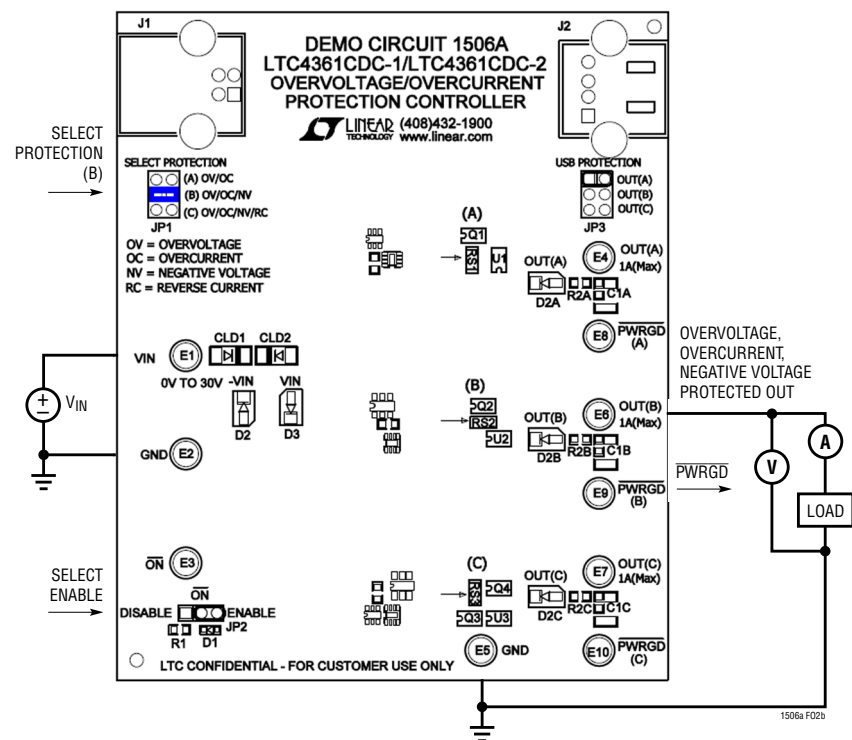 J1
J2
DEMO CIRCUIT 1506A
LTC4361CDC-1/LTC4361CDC-2
OVERVOLTAGE/OVERCURRENT
PROTECTION CONTROLLER
LINEAR (408)432-1900
TECHNOLOGY www.linear.com
SELECT
PROTECTION
(B)
SELECT PROTECTION
(A) OV/OC
(B) OV/OC/NV
(C) OV/OC/NV/RC
JP1
OV = OVERVOLTAGE
OC = OVERCURRENT
NV = NEGATIVE VOLTAGE
RC = REVERSE CURRENT
USB PROTECTION
OUT(A)
OUT(B)
OUT(C)
JP3
(A)
Q1
RS1
U1
OUT(A)
D2A
R2A
C1A
E4
OUT(A)
1A(Max)
E8
PWRGD
(A)
VIN
E1
0V TO 30V
CLD1
CLD2
-VIN
D2
VIN
D3
VIN
GND
E2
(B)
Q2
RS2
U2
OUT(B)
D2B
R2B
C1B
E6
OUT(B)
1A(Max)
E9
PWRGD
(B)
OVERVOLTAGE,
OVERCURRENT,
NEGATIVE VOLTAGE
PROTECTED OUT
PWRGD
V
A
LOAD
ON
E3
SELECT
ENABLE
ON
DISABLE
ENABLE
JP2
R1
D1
(C)
RS3
Q4
Q3
U3
OUT(C)
D2C
R2C
C1C
E7
OUT(C)
1A(Max)
E5
GND
E10
PWRGD
(C)
LTC CONFIDENTIAL - FOR CUSTOMER USE ONLY
1506a F02b